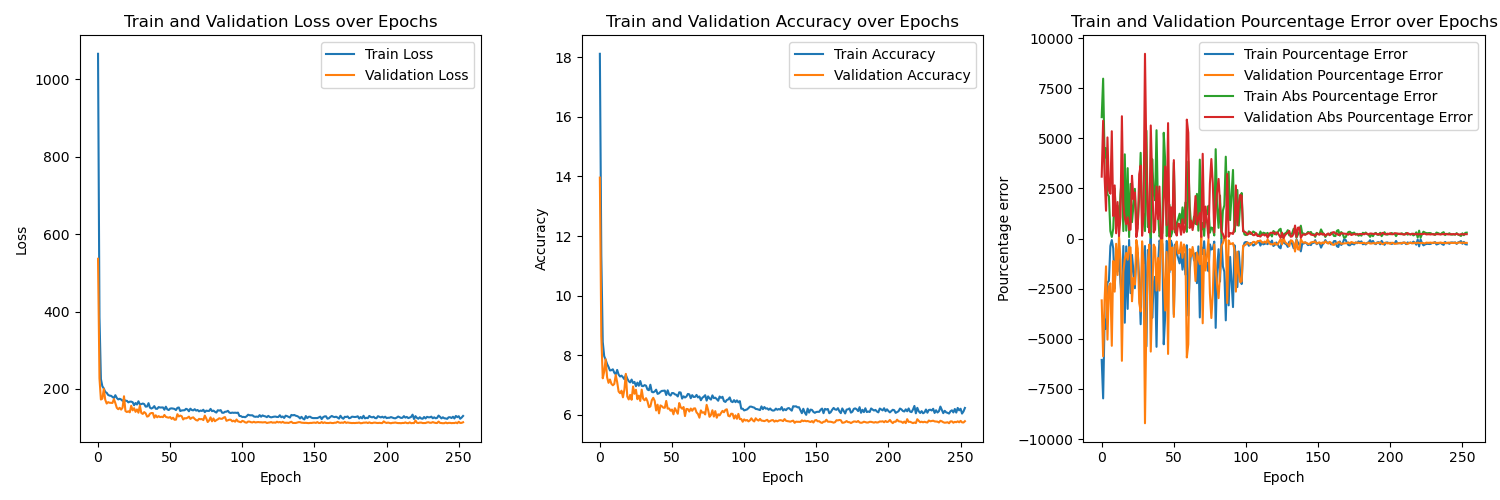 Train and Validation Loss over Epochs
Train Loss
Validation Loss
1000
800
600
400
200
Loss
0
50
100
150
200
250
Epoch
Train and Validation Accuracy over Epochs
Train Accuracy
Validation Accuracy
18
16
14
12
10
8
6
Accuracy
0
50
100
150
200
250
Epoch
Train and Validation Pourcentage Error over Epochs
Train Pourcentage Error
Validation Pourcentage Error
Train Abs Pourcentage Error
Validation Abs Pourcentage Error
10000
7500
5000
2500
0
−2500
−5000
−7500
−10000
Pourcentage error
0
50
100
150
200
250
Epoch